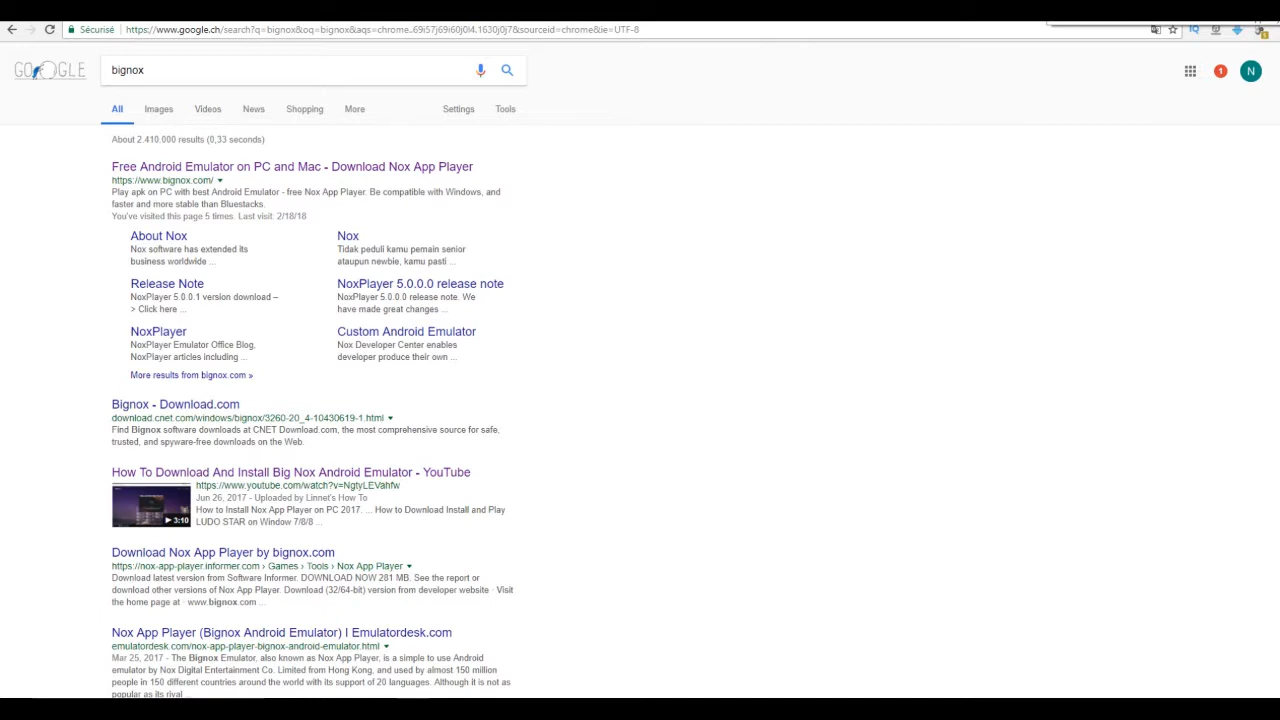 Sécurisé https://www.google.ch/search?q=bignox&oq=bignox&aqs=chrome..69i57j69i60j0l4.1630j0j7&sourceid=chrome&ie=UTF-8
GOOGLE bignox 1 N
All Images Videos News Shopping More Settings Tools
About 2.410.000 results (0,33 seconds)
Free Android Emulator on PC and Mac - Download Nox App Player
https://www.bignox.com/
Play apk on PC with best Android Emulator - free Nox App Player. Be compatible with Windows, and
faster and more stable than Bluestacks.
You've visited this page 5 times. Last visit: 2/18/18
About Nox
Nox software has extended its
business worldwide ...
Nox
Tidak peduli kamu pemain senior
ataupun newbie, kamu pasti ...
Release Note
NoxPlayer 5.0.0.1 version download –
> Click here ...
NoxPlayer 5.0.0.0 release note
NoxPlayer 5.0.0.0 release note. We
have made great changes ...
NoxPlayer
NoxPlayer Emulator Office Blog,
NoxPlayer articles including ...
Custom Android Emulator
Nox Developer Center enables
developer produce their own ...
More results from bignox.com »
Bignox - Download.com
download.cnet.com/windows/bignox/3260-20_4-10430619-1.html
Find Bignox software downloads at CNET Download.com, the most comprehensive source for safe,
trusted, and spyware-free downloads on the Web.
How To Download And Install Big Nox Android Emulator - YouTube
https://www.youtube.com/watch?v=NgtyLEVahfw
Jun 26, 2017 - Uploaded by Linnet's How To
How to Install Nox App Player on PC 2017. ... How to Download Install and Play
LUDO STAR on Window 7/8/8 ...
3:10
Download Nox App Player by bignox.com
https://nox-app-player.informer.com › Games › Tools › Nox App Player
Download latest version from Software Informer. DOWNLOAD NOW 281 MB. See the report or
download other versions of Nox App Player. Download (32/64-bit) version from developer website · Visit
the home page at · www.bignox.com ...
Nox App Player (Bignox Android Emulator) | Emulatordesk.com
emulatordesk.com/nox-app-player-bignox-android-emulator.html
Mar 25, 2017 - The Bignox Emulator, also known as Nox App Player, is a simple to use Android
emulator by Nox Digital Entertainment Co. Limited from Hong Kong, and used by almost 150 million
people in 150 different countries around the world with its support of 20 languages. Although it is not as
popular as its rival ...